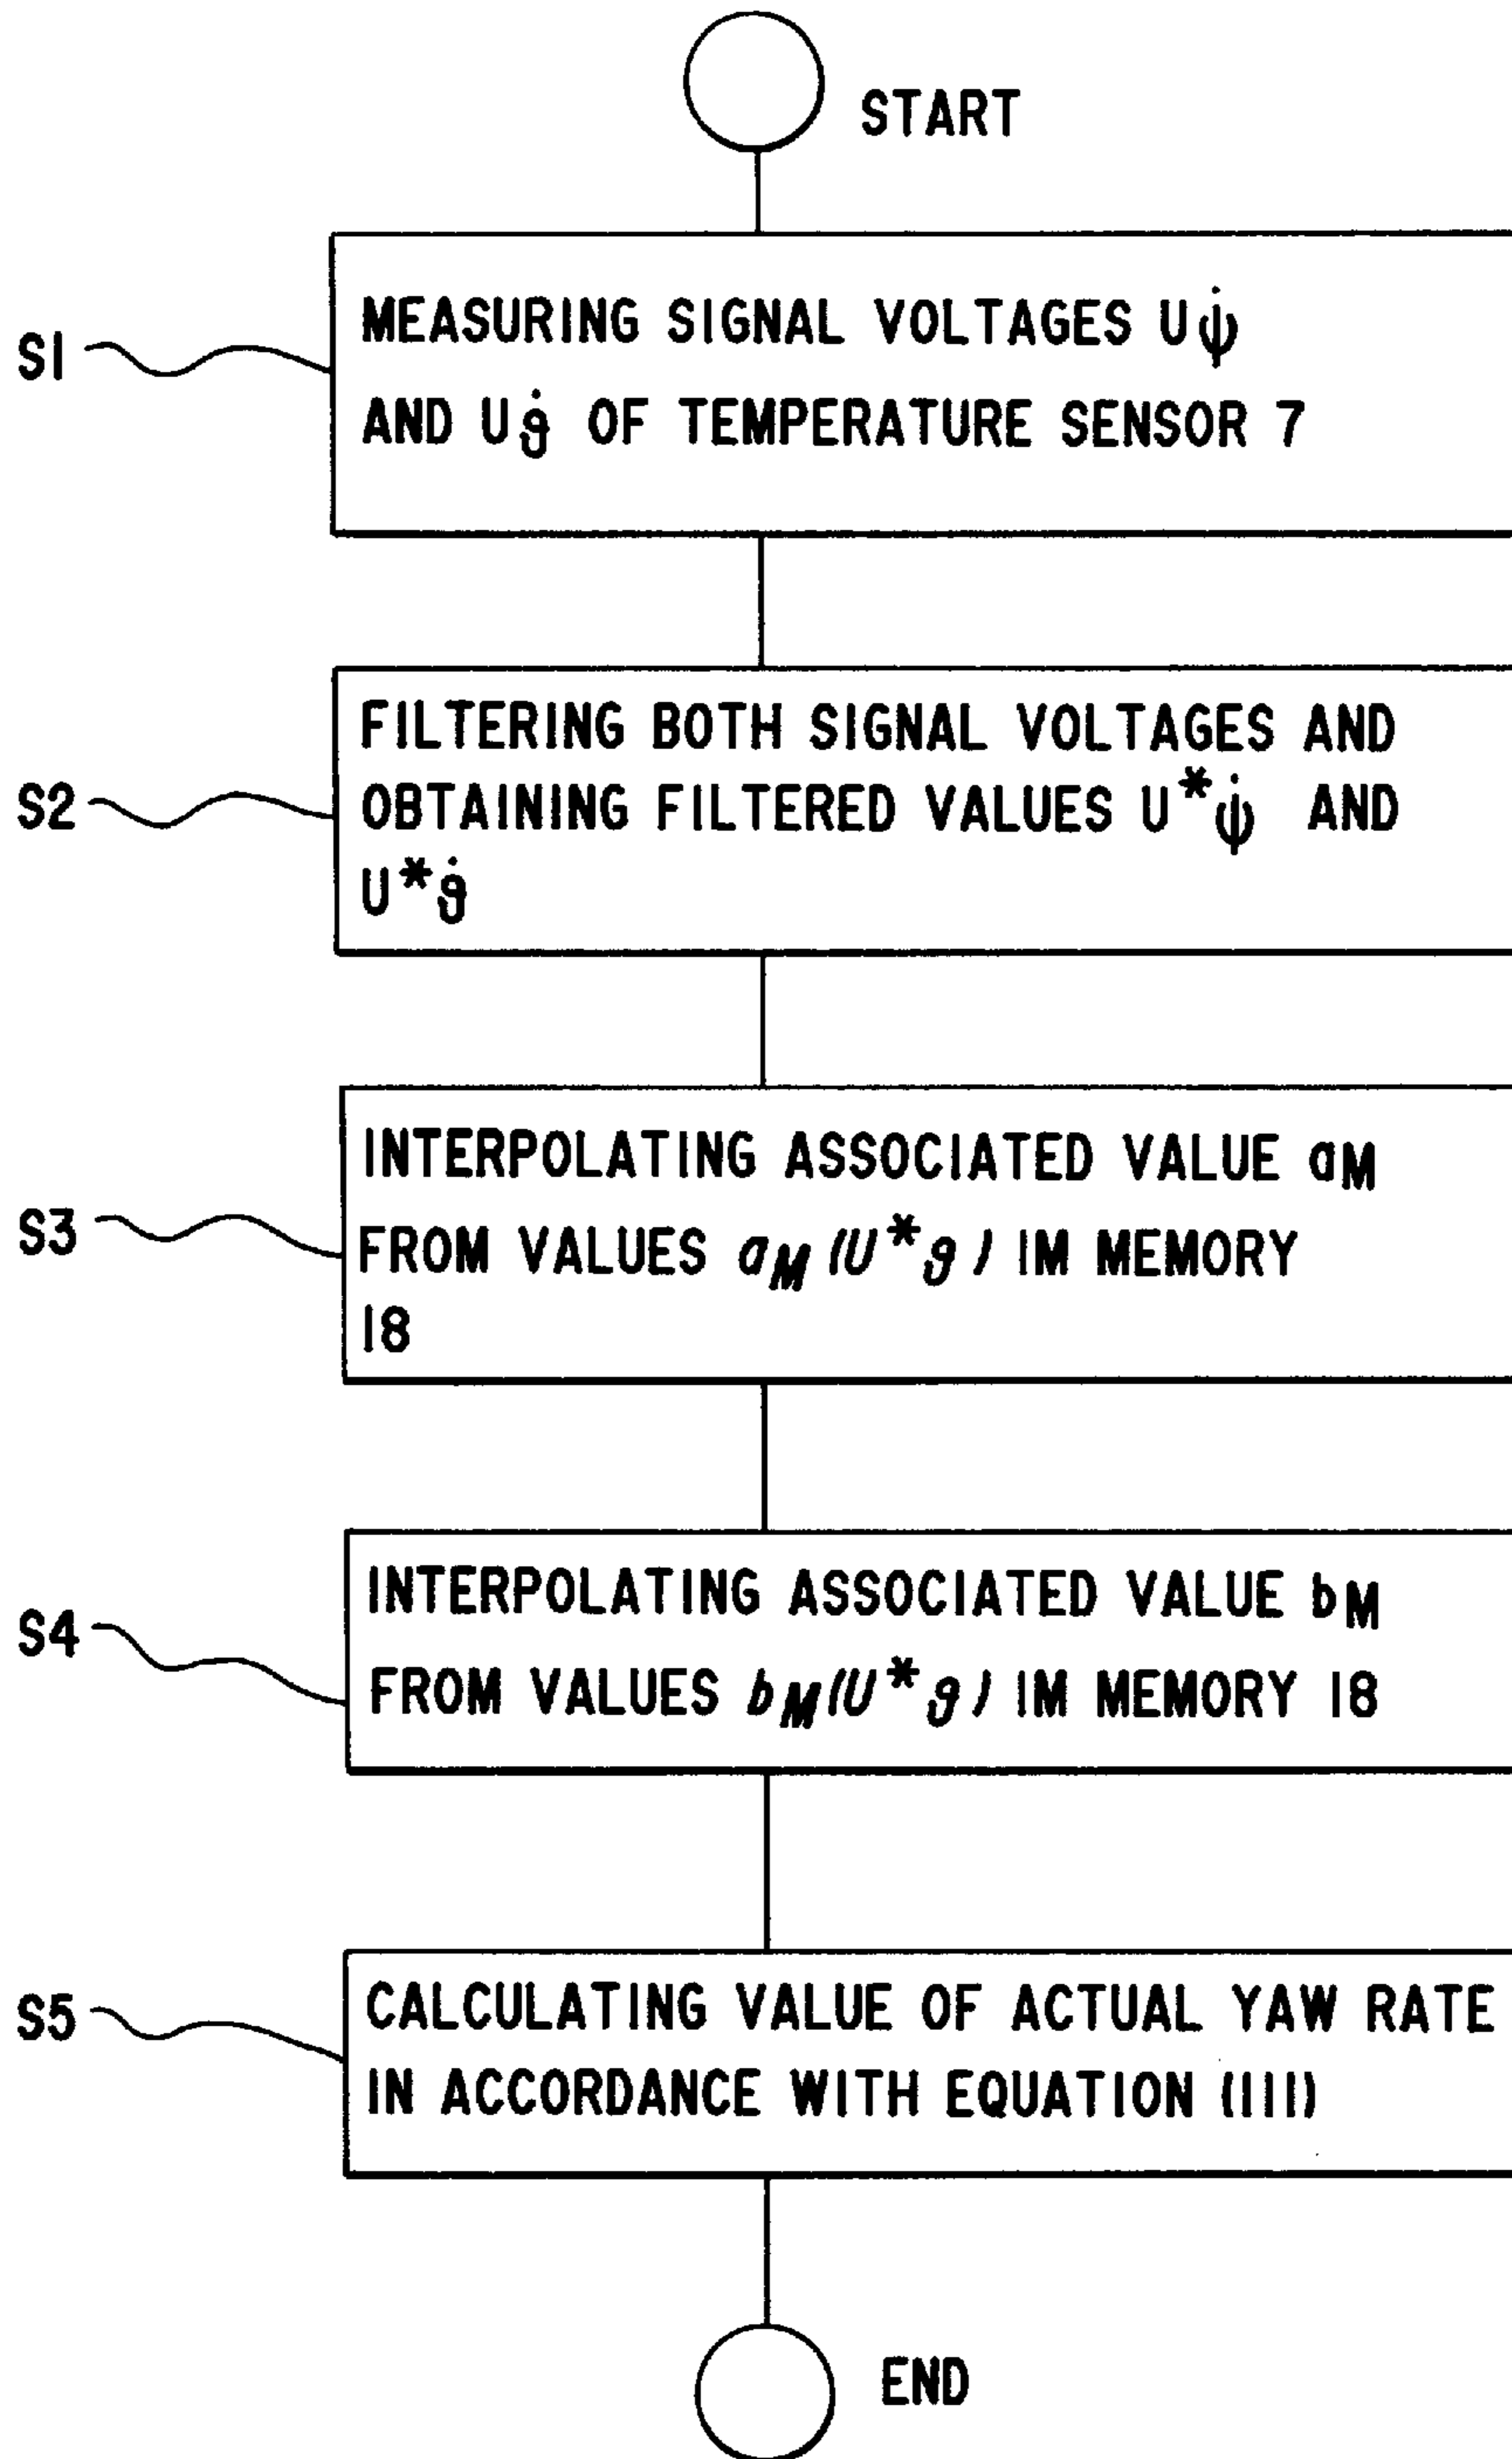 START
S1
MEASURING SIGNAL VOLTAGES Uψ̇
AND Uϑ̇ OF TEMPERATURE SENSOR 7
S2
FILTERING BOTH SIGNAL VOLTAGES AND
OBTAINING FILTERED VALUES U*ψ̇ AND
U*ϑ̇
S3
INTERPOLATING ASSOCIATED VALUE aM
FROM VALUES aM (U*ϑ) IM MEMORY
18
S4
INTERPOLATING ASSOCIATED VALUE bM
FROM VALUES bM(U*ϑ) IM MEMORY 18
S5
CALCULATING VALUE OF ACTUAL YAW RATE
IN ACCORDANCE WITH EQUATION (III)
END